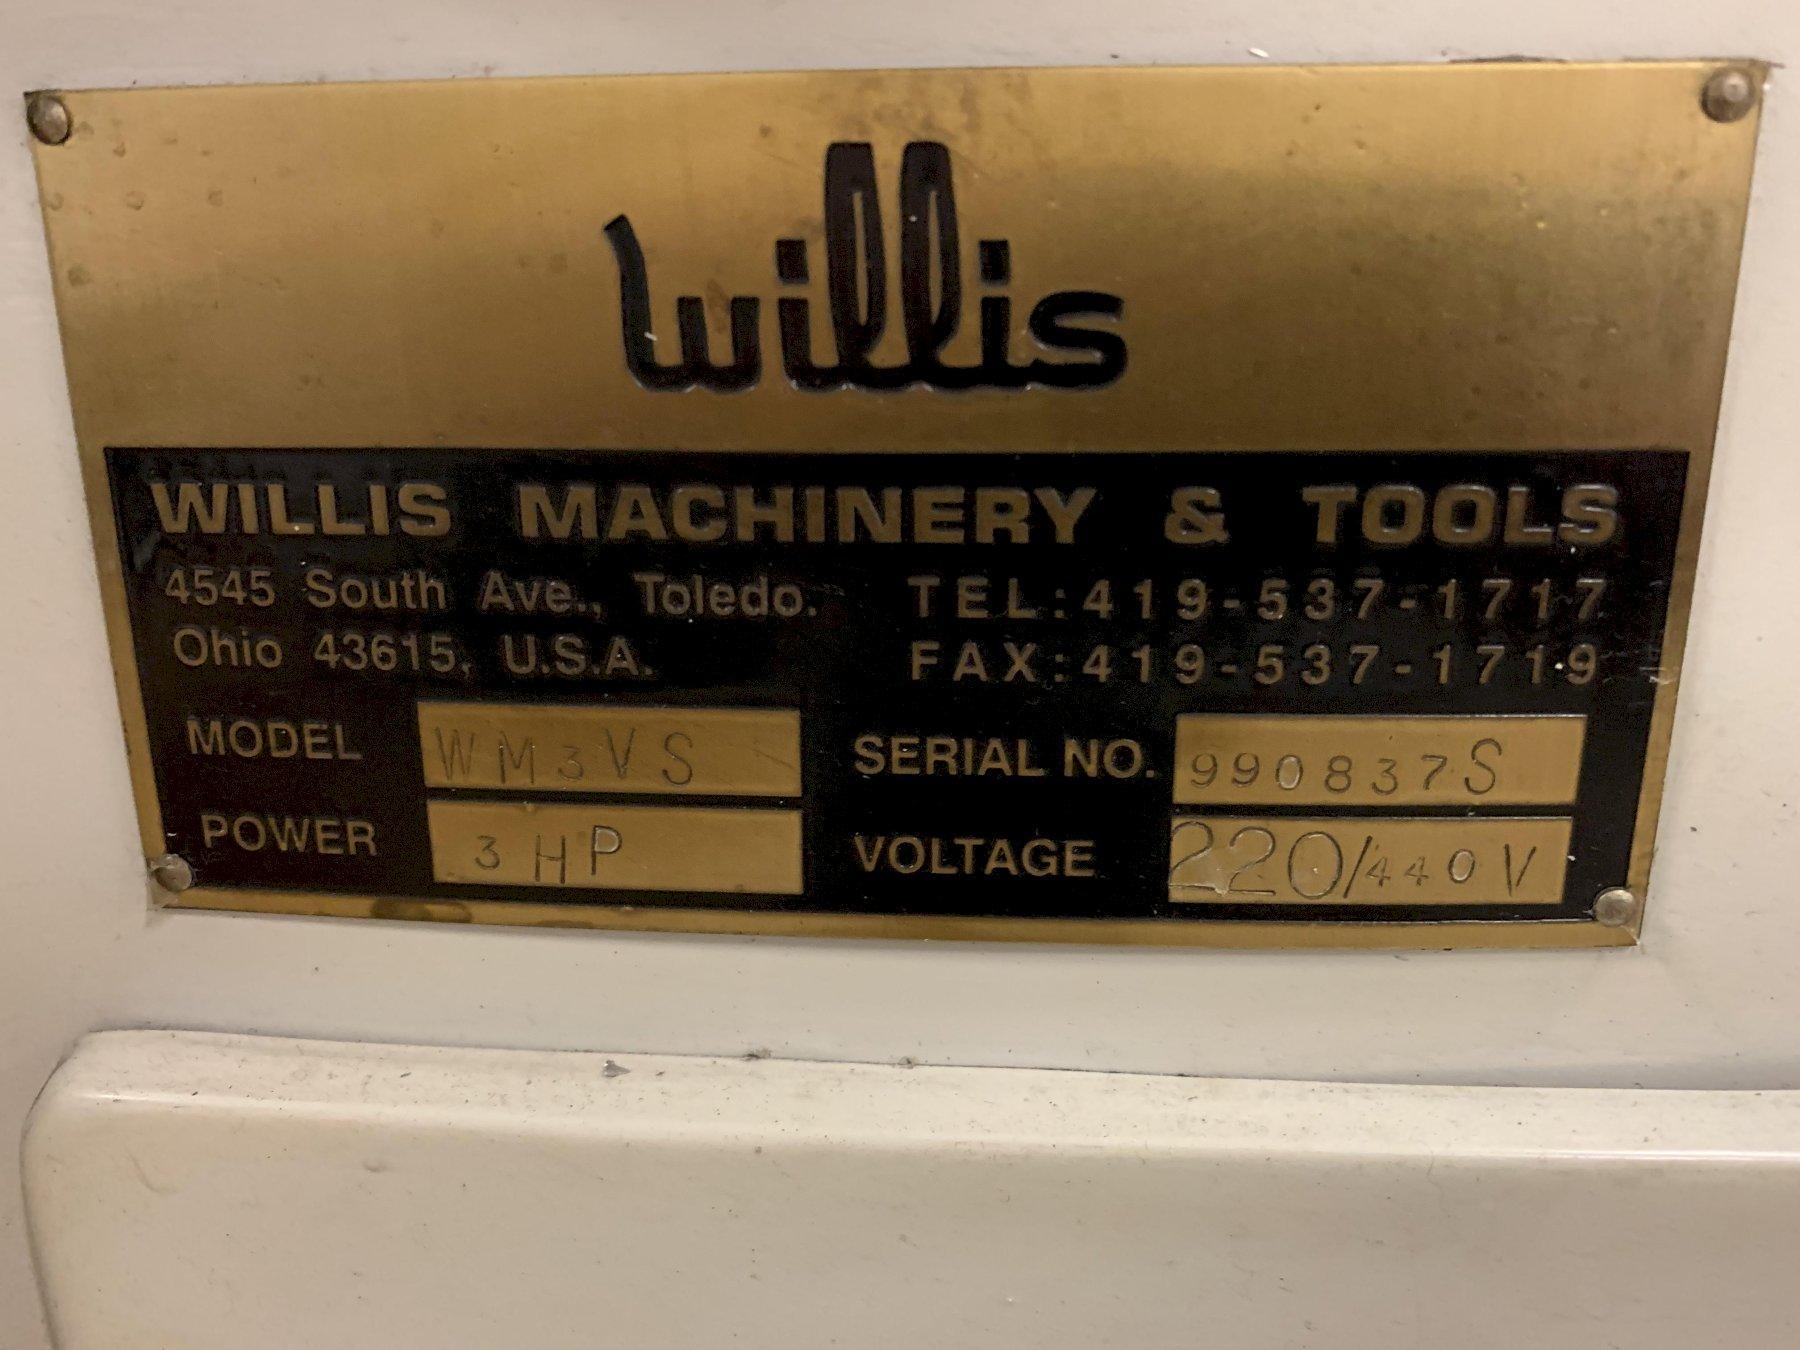 willis
WILLIS MACHINERY & TOOLS
4545 South Ave., Toledo. TEL:419-537-1717
Ohio 43615, U.S.A. FAX:419-537-1719
MODEL WM3VS SERIAL NO. 990837S
POWER 3HP VOLTAGE 220/440V